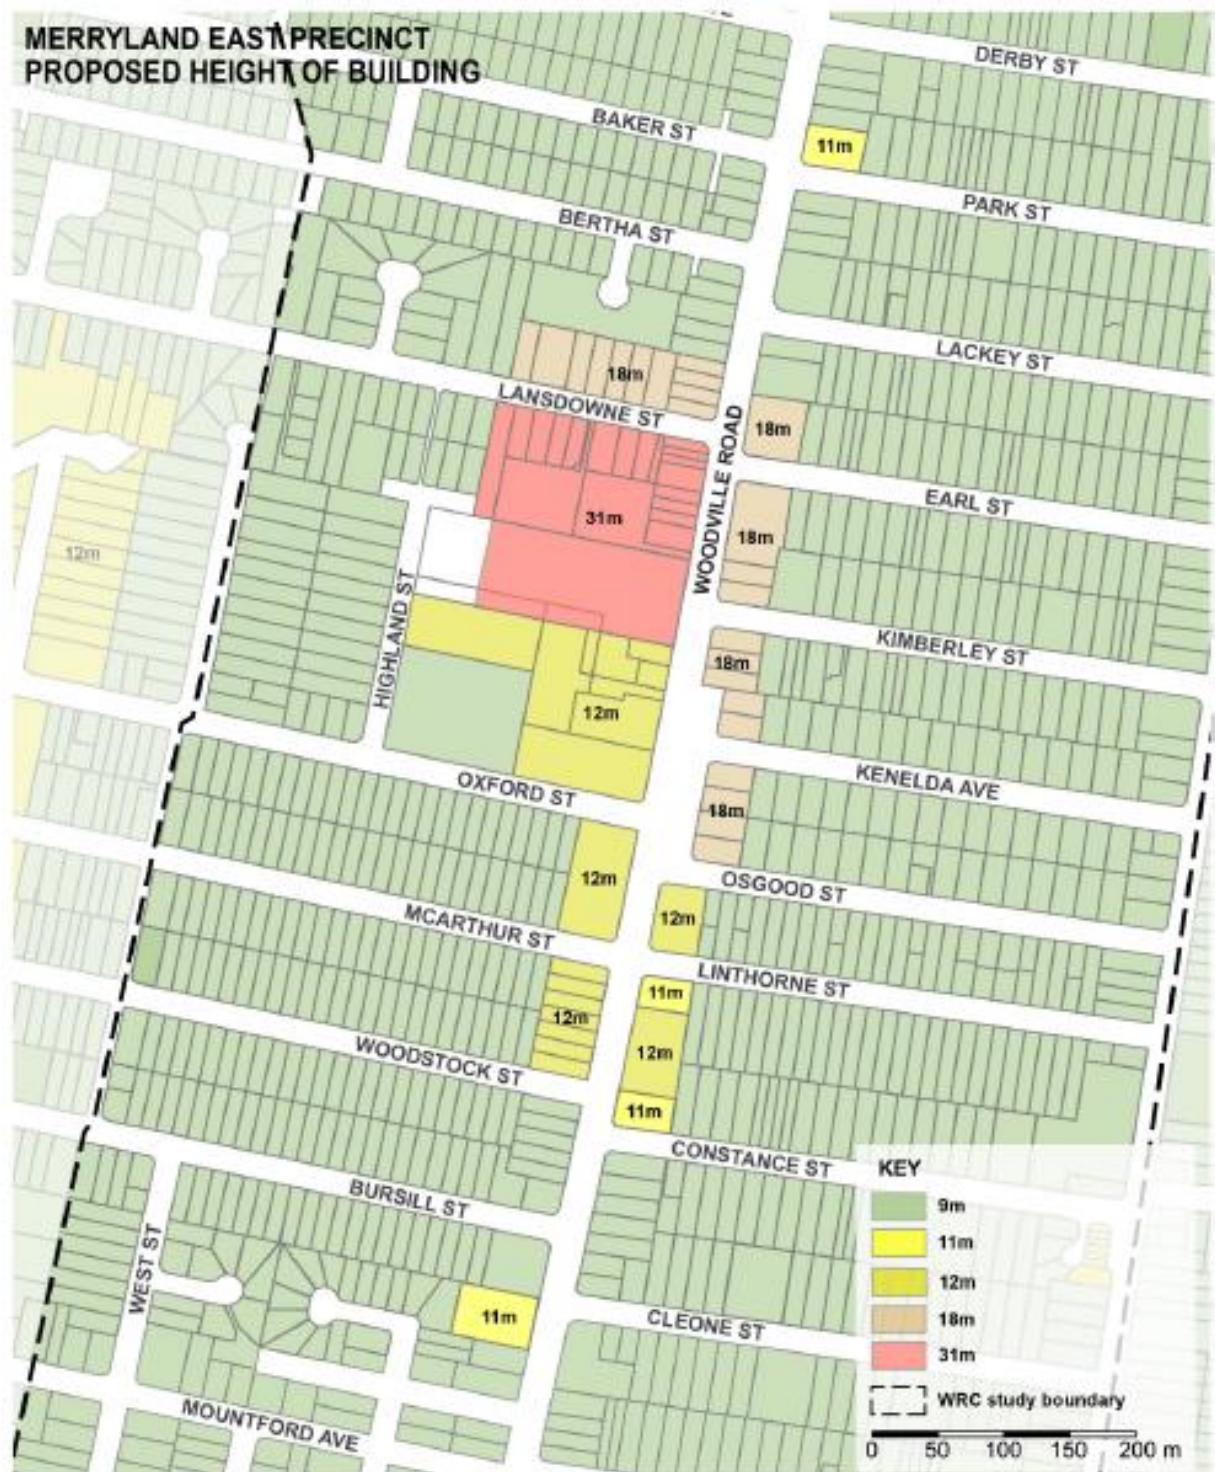 MERRYLAND EAST PRECINCT
PROPOSED HEIGHT OF BUILDING
DERBY ST
BAKER ST
11m
PARK ST
BERTHA ST
LACKEY ST
18m
LANSDOWNE ST
18m
WOODVILLE ROAD
EARL ST
31m
18m
12m
HIGHLAND ST
KIMBERLEY ST
18m
12m
OXFORD ST
KENELDA AVE
18m
12m
OSGOOD ST
MCARTHUR ST
12m
LINTHORNE ST
11m
12m
WOODSTOCK ST
12m
11m
CONSTANCE ST
BURSILL ST
WEST ST
11m
CLEONE ST
MOUNTFORD AVE
KEY
9m
11m
12m
18m
31m
WRC study boundary
0 50 100 150 200 m